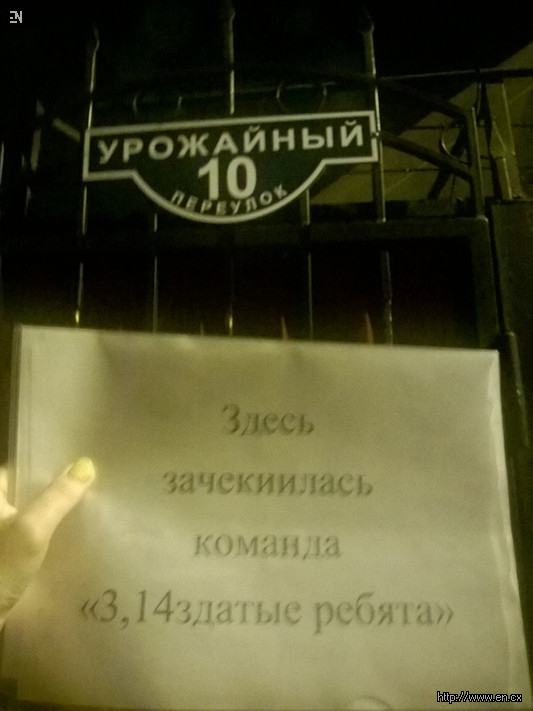 EN
УРОЖАЙНЫЙ
10
ПЕРЕУЛОК
Здесь
зачекиилась
команда
«3,14здатые ребята»
http://www.en.cx